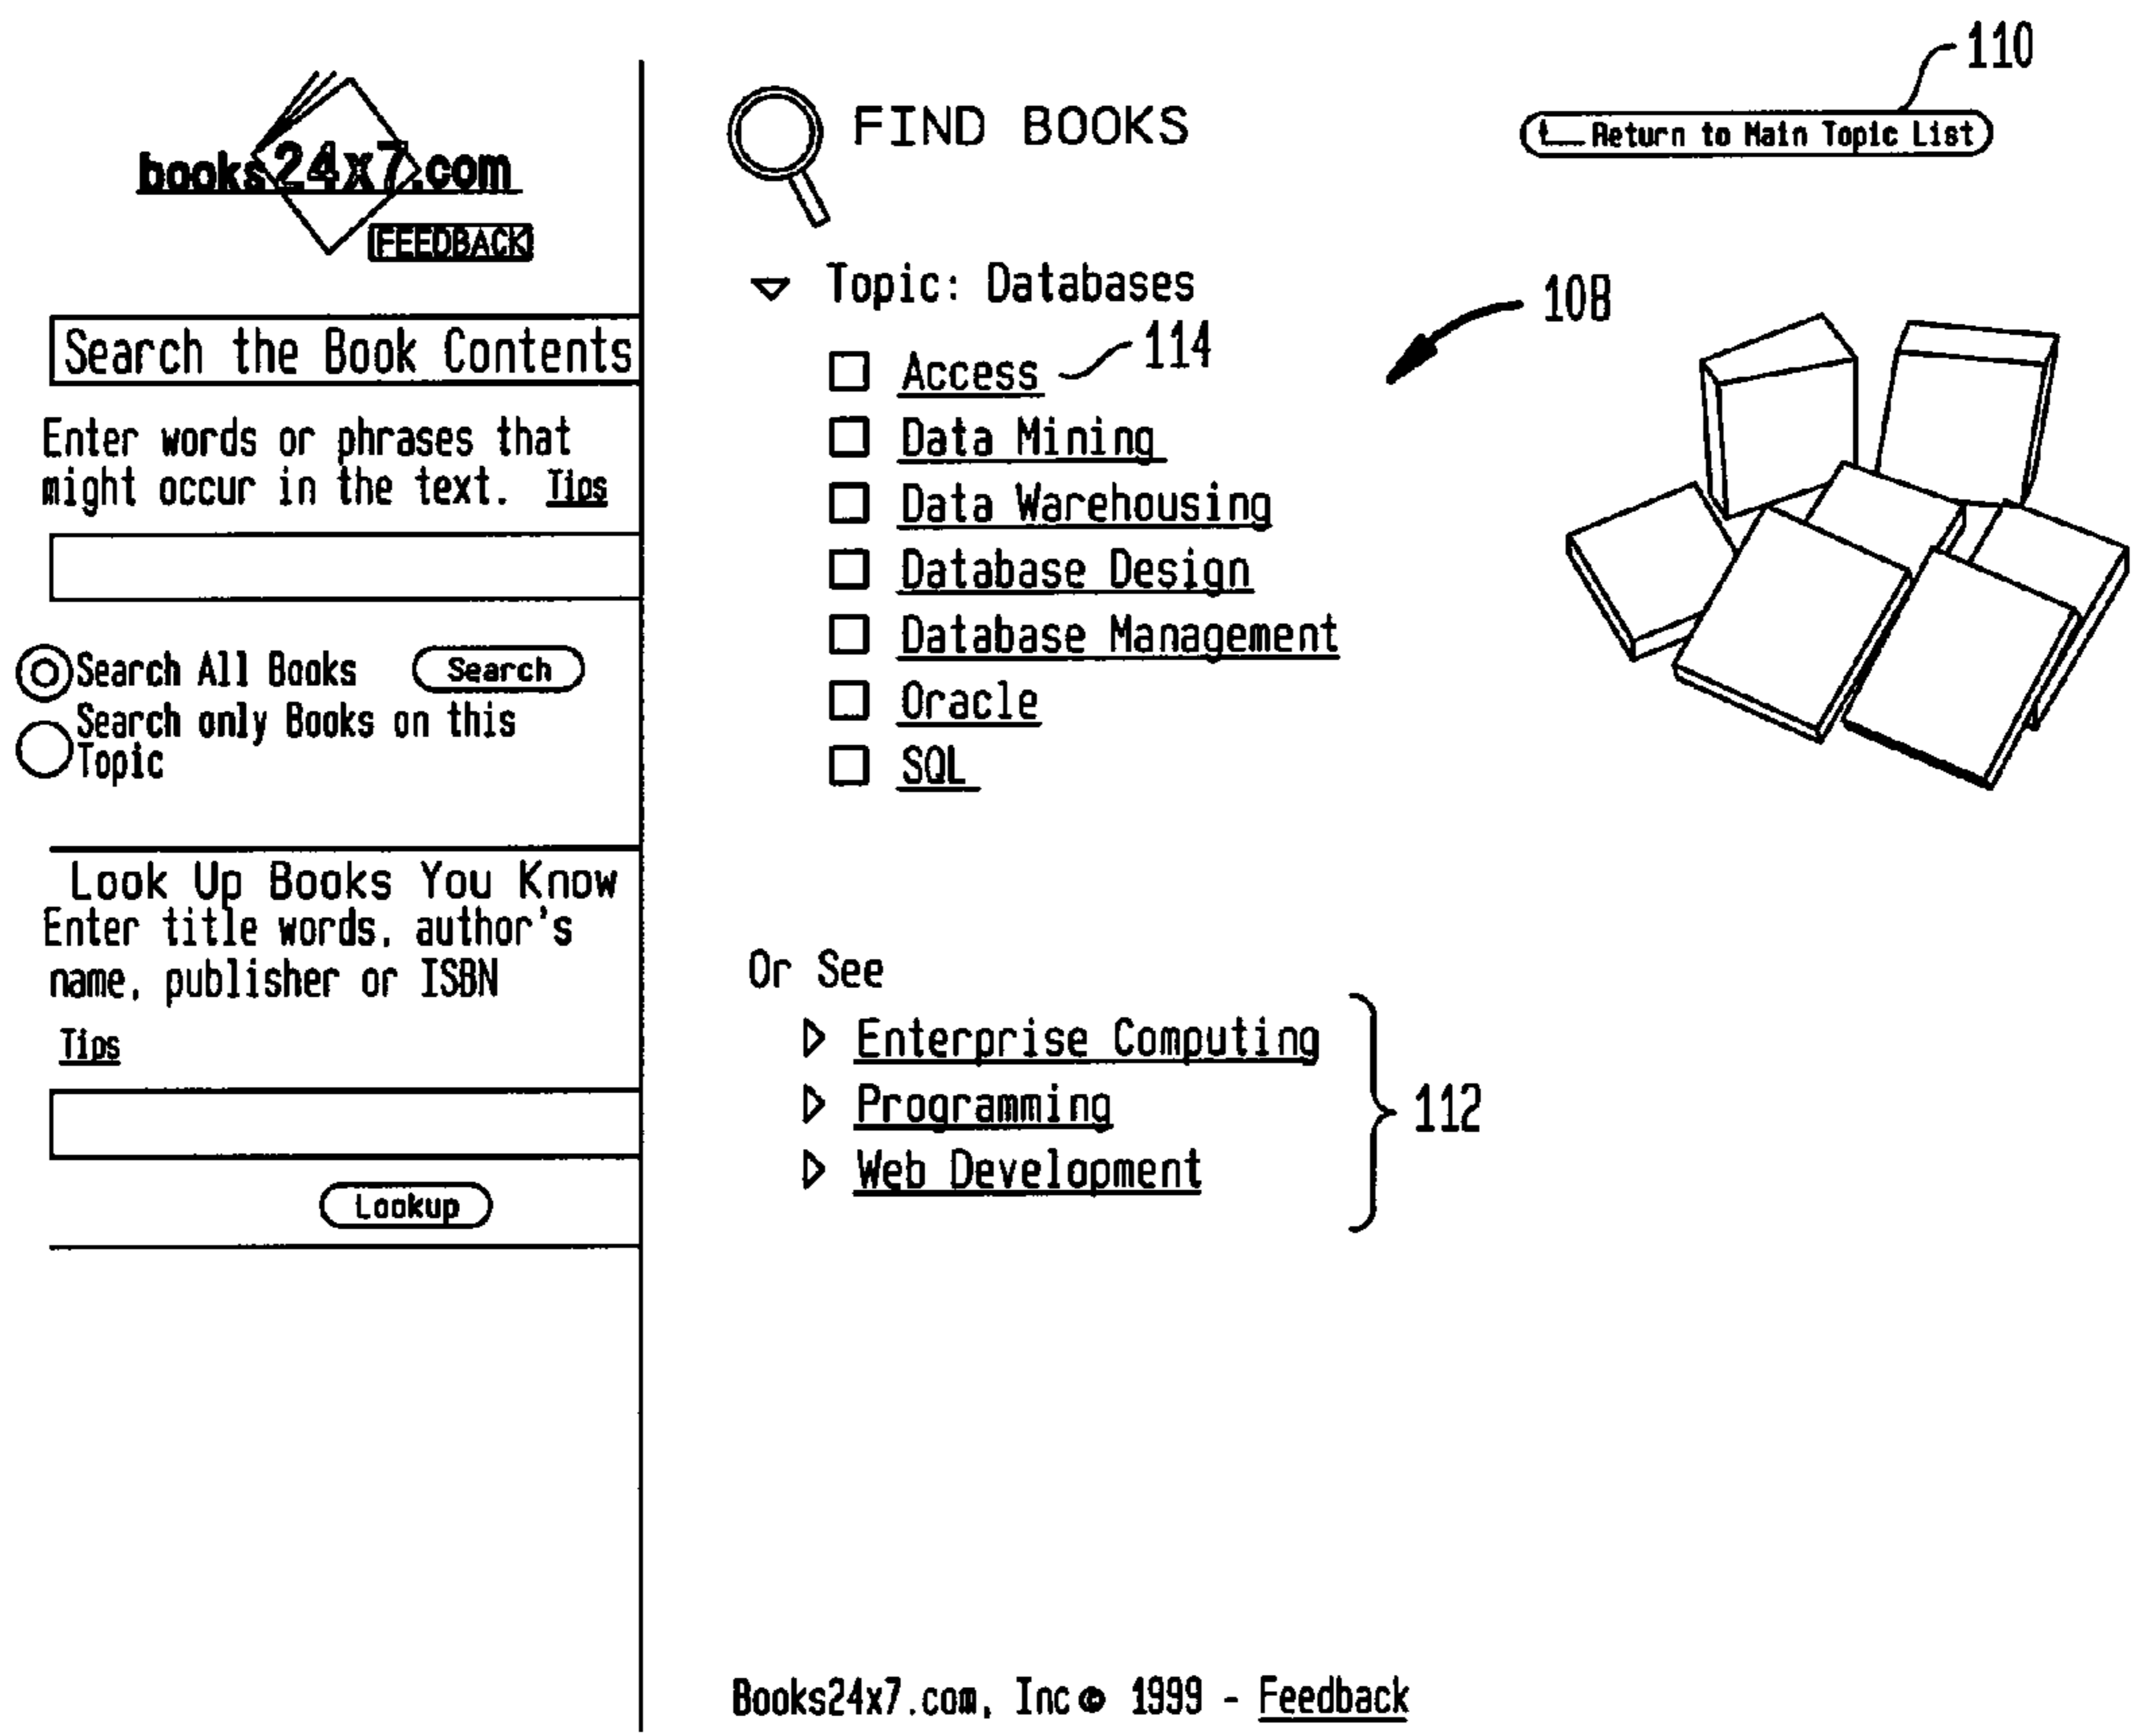 books24x7.com
FEEDBACK
Search the Book Contents
Enter words or phrases that
might occur in the text. Tips
Search All Books Search
Search only Books on this
Topic
Look Up Books You Know
Enter title words, author's
name, publisher or ISBN
Tips
Lookup
FIND BOOKS
110
Return to Main Topic List
Topic: Databases
108
Access 114
Data Mining
Data Warehousing
Database Design
Database Management
Oracle
SQL
Or See
Enterprise Computing
Programming
Web Development
112
Books24x7.com, Inc © 1999 - Feedback